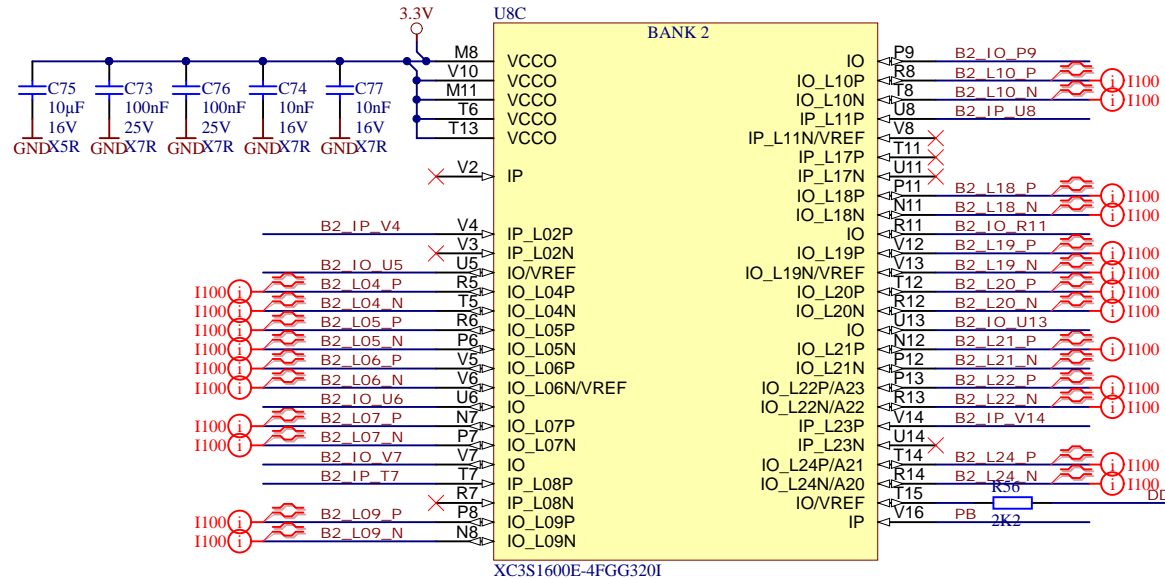 3.3V
U8C
BANK 2
C75
10µF
16V
X5R
GND
C73
100nF
25V
X7R
GND
C76
100nF
25V
X7R
GND
C74
10nF
16V
X7R
GND
C77
10nF
16V
X7R
GND
M8 VCCO
V10 VCCO
M11 VCCO
T6 VCCO
T13 VCCO
V2 IP
B2_IP_V4 V4 IP_L02P
V3 IP_L02N
B2_IO_U5 U5 IO/VREF
I100 i B2_L04_P R5 IO_L04P
I100 i B2_L04_N T5 IO_L04N
I100 i B2_L05_P R6 IO_L05P
I100 i B2_L05_N P6 IO_L05N
I100 i B2_L06_P V5 IO_L06P
I100 i B2_L06_N V6 IO_L06N/VREF
B2_IO_U6 U6 IO
I100 i B2_L07_P N7 IO_L07P
I100 i B2_L07_N P7 IO_L07N
B2_IO_V7 V7 IO
B2_IP_T7 T7 IP_L08P
R7 IP_L08N
I100 i B2_L09_P P8 IO_L09P
I100 i B2_L09_N N8 IO_L09N
IO P9 B2_IO_P9
IO_L10P R8 B2_L10_P i I100
IO_L10N T8 B2_L10_N i I100
IP_L11P U8 B2_IP_U8
IP_L11N/VREF V8
IP_L17P T11
IP_L17N U11
IO_L18P P11 B2_L18_P i I100
IO_L18N N11 B2_L18_N i I100
IO R11 B2_IO_R11
IO_L19P V12 B2_L19_P i I100
IO_L19N/VREF V13 B2_L19_N i I100
IO_L20P T12 B2_L20_P i I100
IO_L20N R12 B2_L20_N i I100
IO U13 B2_IO_U13
IO_L21P N12 B2_L21_P i I100
IO_L21N P12 B2_L21_N
IO_L22P/A23 P13 B2_L22_P i I100
IO_L22N/A22 R13 B2_L22_N i I100
IP_L23P V14 B2_IP_V14
IP_L23N U14
IO_L24P/A21 T14 B2_L24_P i I100
IO_L24N/A20 R14 B2_L24_N i I100
IO/VREF T15 R56 2K2
IP V16 PB
XC3S1600E-4FGG320I